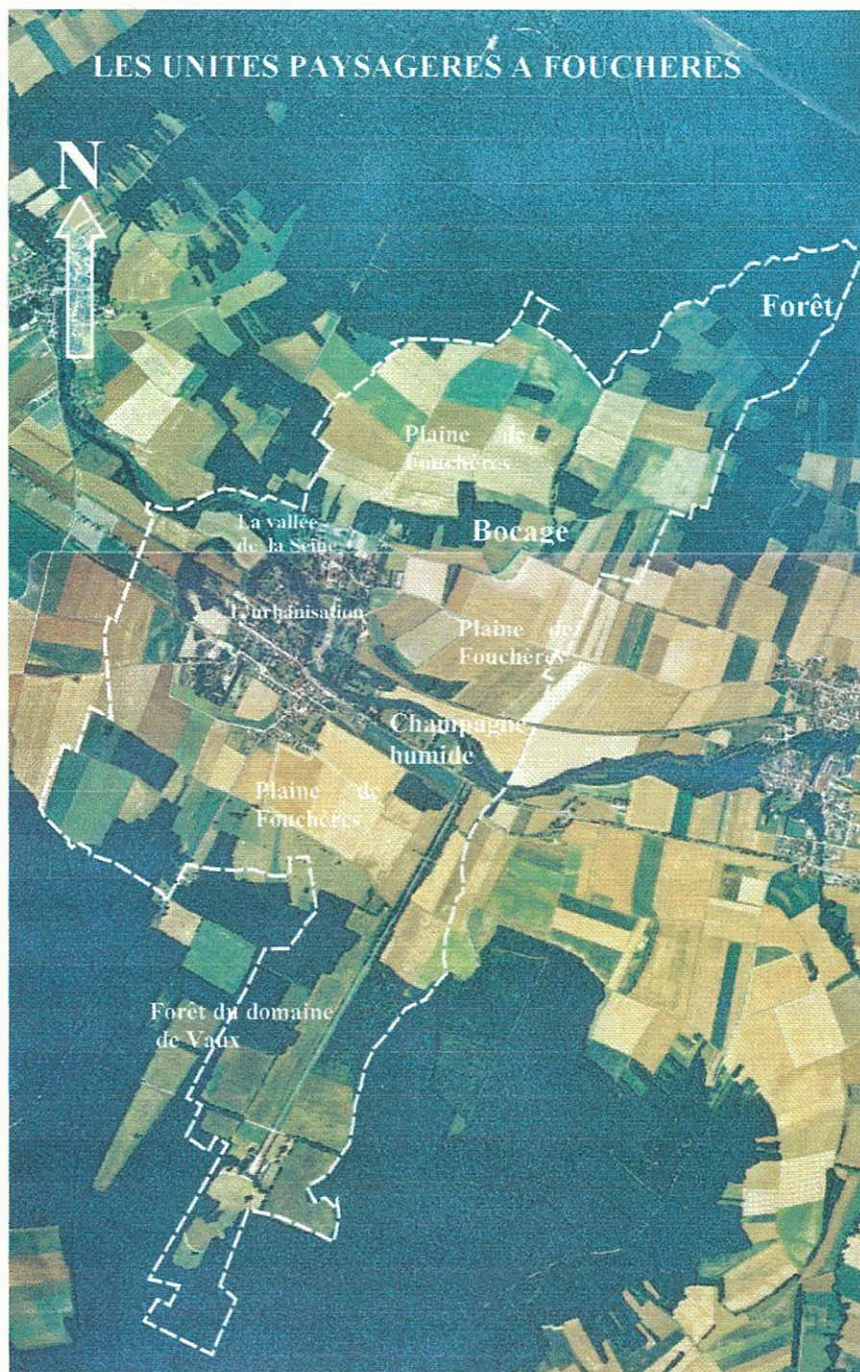 LES UNITES PAYSAGERES A FOUCHERES
N
Forêt
Plaine de
Fouchères
La vallée
de la Seine
Bocage
L'urbanisation
Plaine de
Fouchères
Champagne
humide
Plaine de
Fouchères
Forêt du domaine
de Vaux